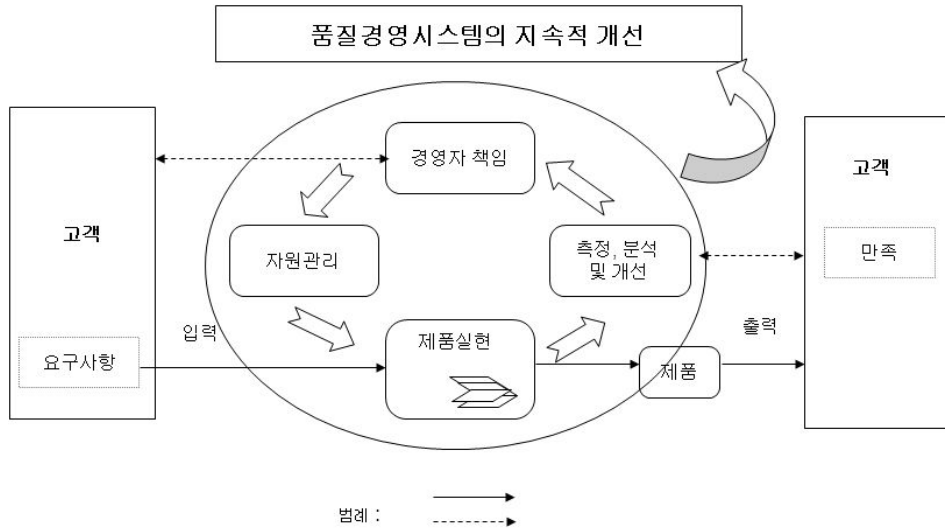 품질경영시스템의 지속적 개선
고객
요구사항
입력
경영자 책임
자원관리
측정, 분석
및 개선
제품실현
제품
출력
고객
만족
범례 :